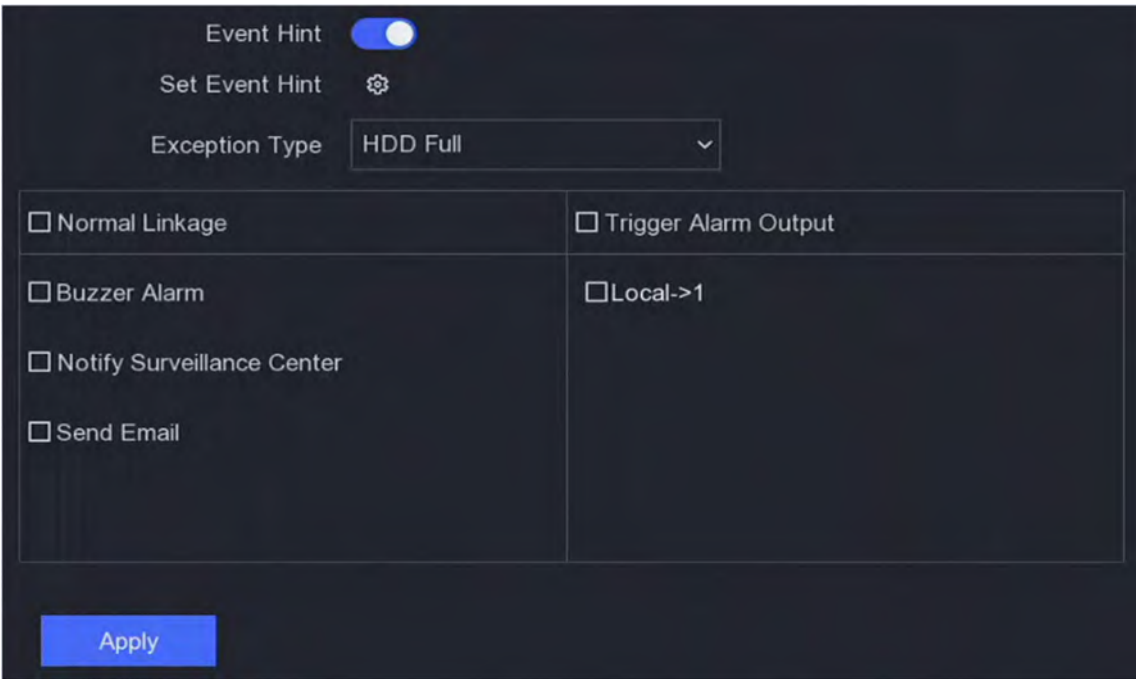 Event Hint
Set Event Hint
Exception Type HDD Full
Normal Linkage Trigger Alarm Output
Buzzer Alarm Local->1
Notify Surveillance Center
Send Email
Apply